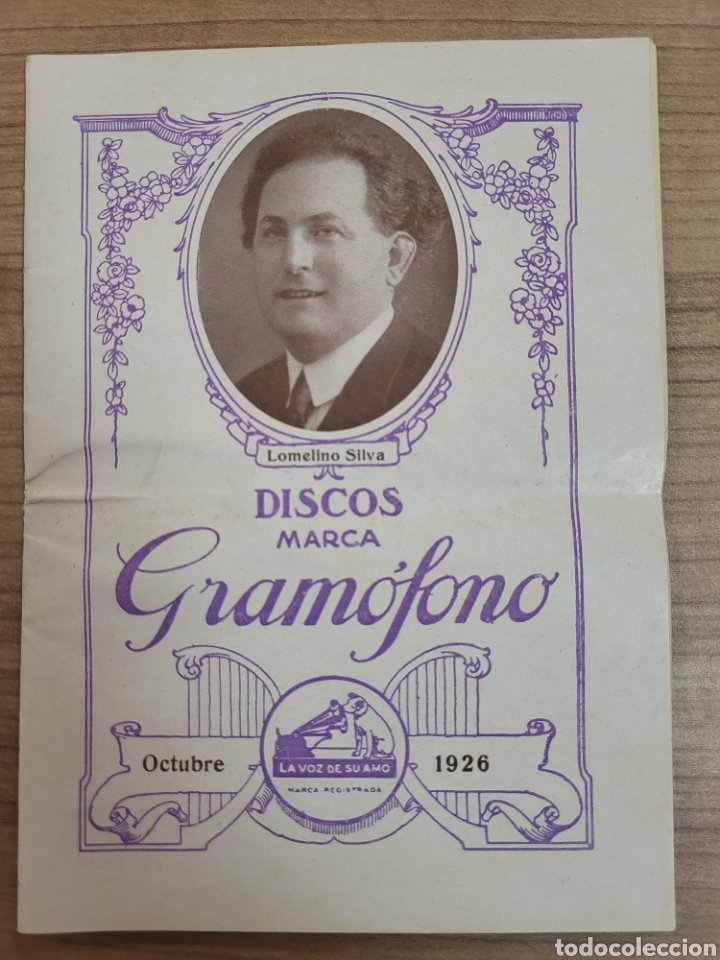 Lomelino Silva
DISCOS
MARCA
Gramófono
Octubre
1926
LA VOZ DE SU AMO
MARCA REGISTRADA
todocoleccion